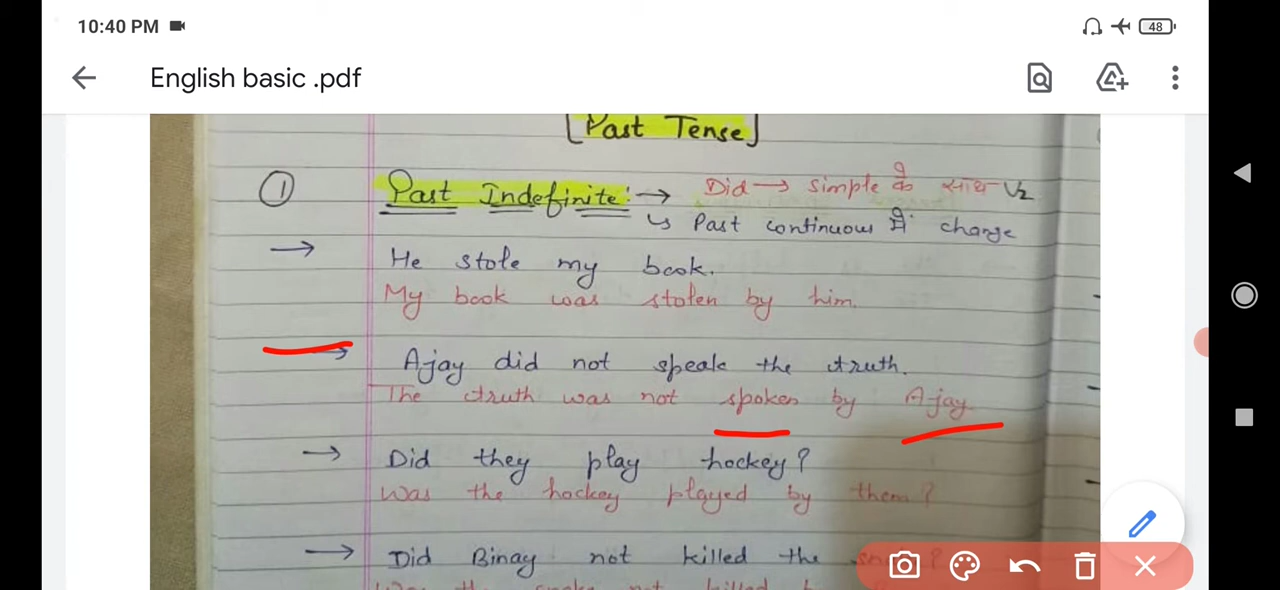 10:40 PM
48
English basic .pdf
[Past Tense]
① Past Indefinite :→ Did → simple के साथ V2
↳ Past continuous में change
→ He stole my book.
My book was stolen by him.
→ Ajay did not speak the truth.
The truth was not spoken by Ajay
→ Did they play hockey?
Was the hockey played by them?
→ Did Binay not killed the